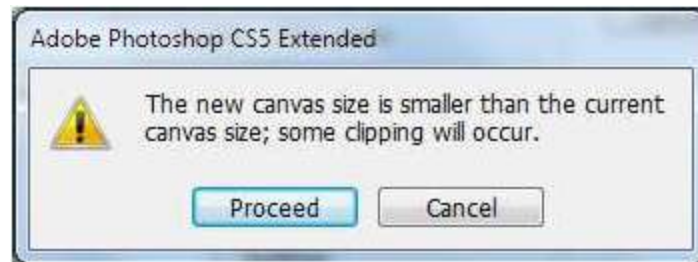 Adobe Photoshop CS5 Extended
The new canvas size is smaller than the current
canvas size; some clipping will occur.
Proceed
Cancel